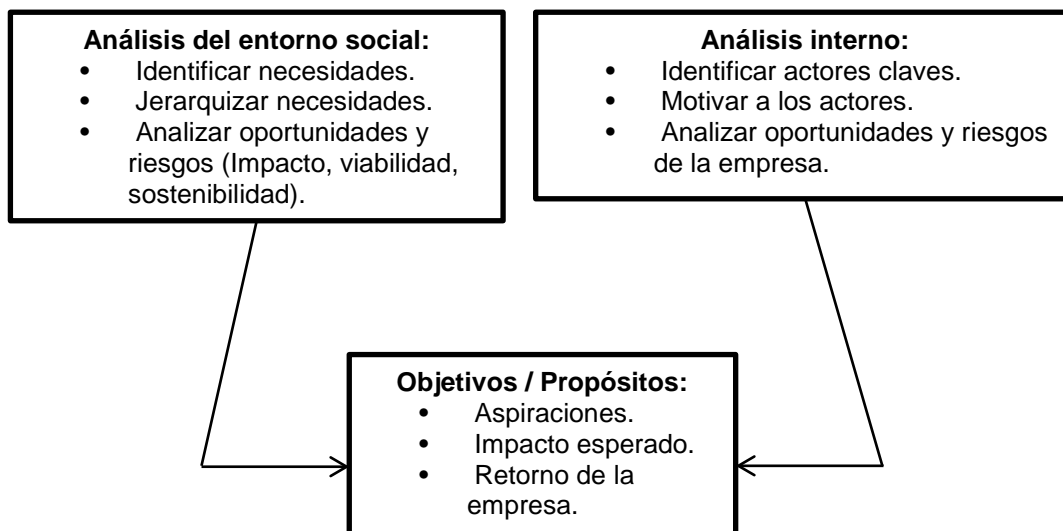 Análisis del entorno social:
• Identificar necesidades.
• Jerarquizar necesidades.
• Analizar oportunidades y
riesgos (Impacto, viabilidad,
sostenibilidad).
Análisis interno:
• Identificar actores claves.
• Motivar a los actores.
• Analizar oportunidades y riesgos
de la empresa.
Objetivos / Propósitos:
• Aspiraciones.
• Impacto esperado.
• Retorno de la
empresa.